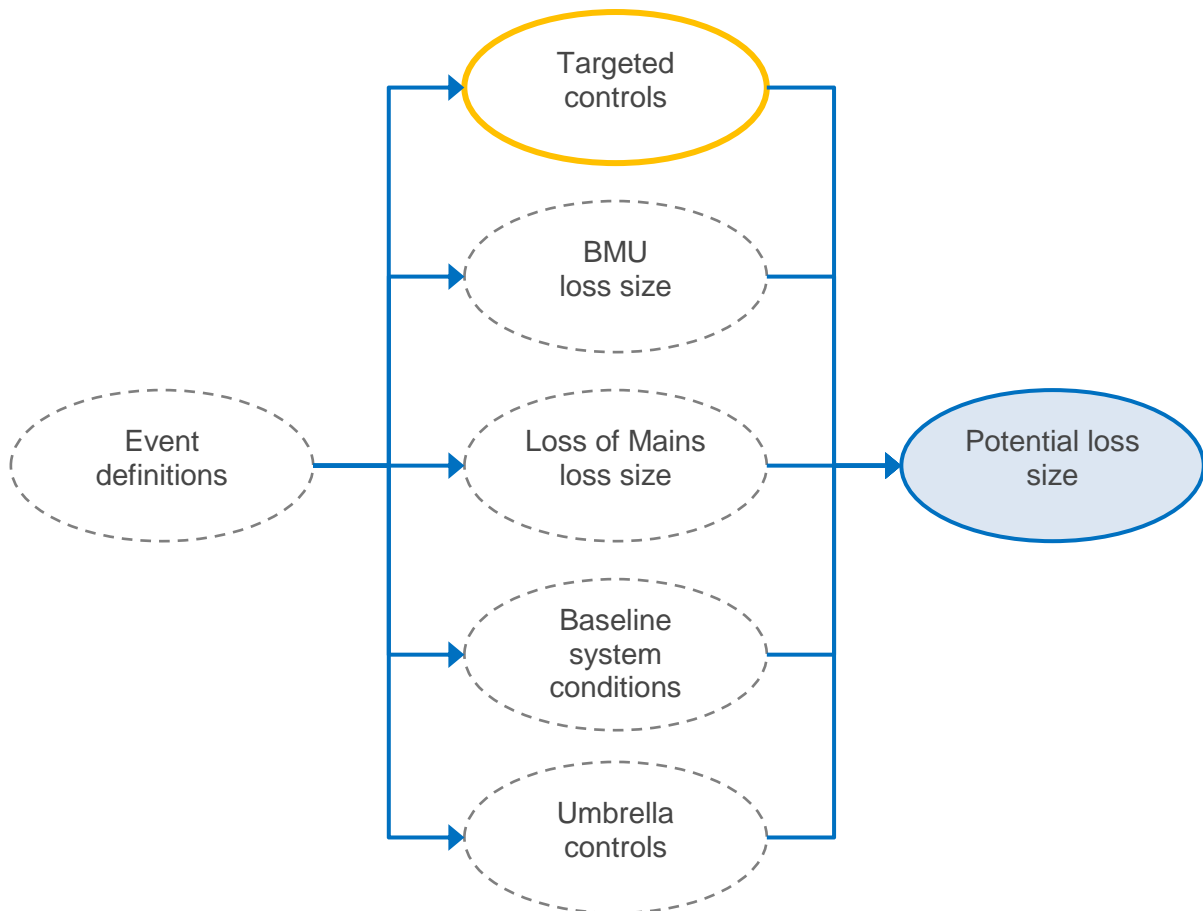 Targeted
controls
BMU
loss size
Event
definitions
Loss of Mains
loss size
Potential loss
size
Baseline
system
conditions
Umbrella
controls